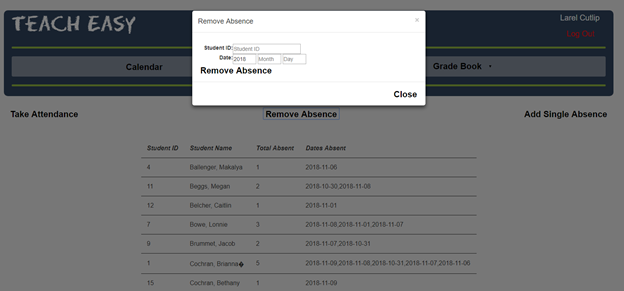 TEACH EASY
Larel Cutlip
Log Out
Remove Absence ×
Student ID: Student ID
Date: 2018 Month Day
Remove Absence
Close
Calendar
Grade Book
Take Attendance
Remove Absence
Add Single Absence
Student ID Student Name Total Absent Dates Absent
4 Ballenger, Makalya 1 2018-11-06
11 Beggs, Megan 2 2018-10-30,2018-11-08
12 Belcher, Caitlin 1 2018-11-01
7 Bowe, Lonnie 3 2018-11-08,2018-11-01,2018-11-07
9 Brummet, Jacob 2 2018-11-07,2018-10-31
1 Cochran, Brianna� 5 2018-11-09,2018-11-08,2018-10-31,2018-11-07,2018-11-06
15 Cochran, Bethany 1 2018-11-09